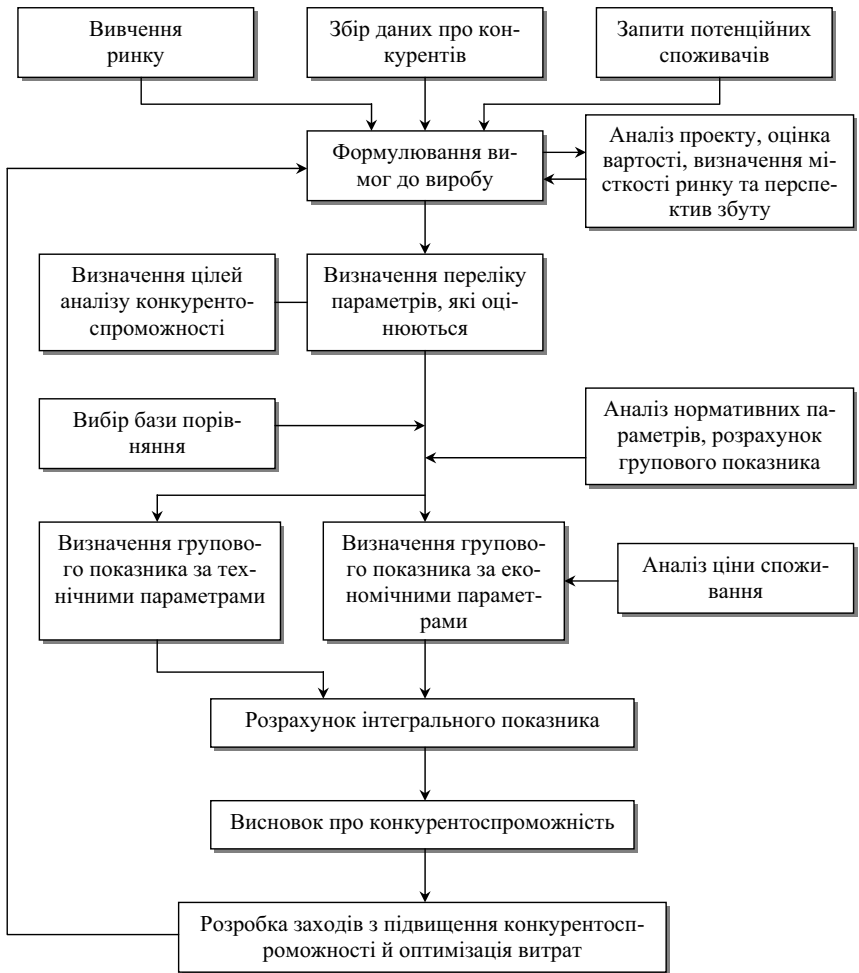 Вивчення
ринку
Збір даних про кон-
курентів
Запити потенційних
споживачів
Формулювання ви-
мог до виробу
Аналіз проекту, оцінка
вартості, визначення мі-
сткості ринку та перспе-
ктив збуту
Визначення цілей
аналізу конкуренто-
спроможності
Визначення переліку
параметрів, які оці-
нюються
Вибір бази порів-
няння
Аналіз нормативних па-
раметрів, розрахунок
групового показника
Визначення групово-
го показника за тех-
нічними параметрами
Визначення групово-
го показника за еко-
номічними парамет-
рами
Аналіз ціни спожи-
вання
Розрахунок інтегрального показника
Висновок про конкурентоспроможність
Розробка заходів з підвищення конкурентосп-
роможності й оптимізація витрат